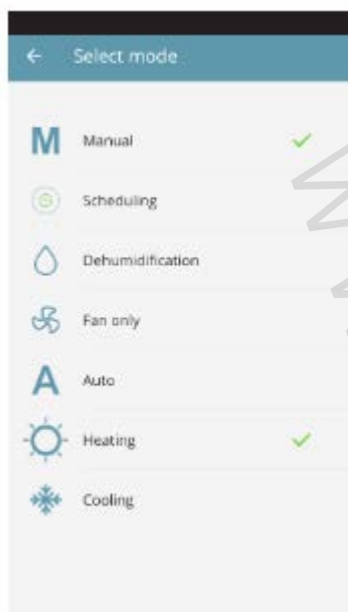 Select mode
M Manual
Scheduling
Dehumidification
Fan only
A Auto
Heating
Cooling